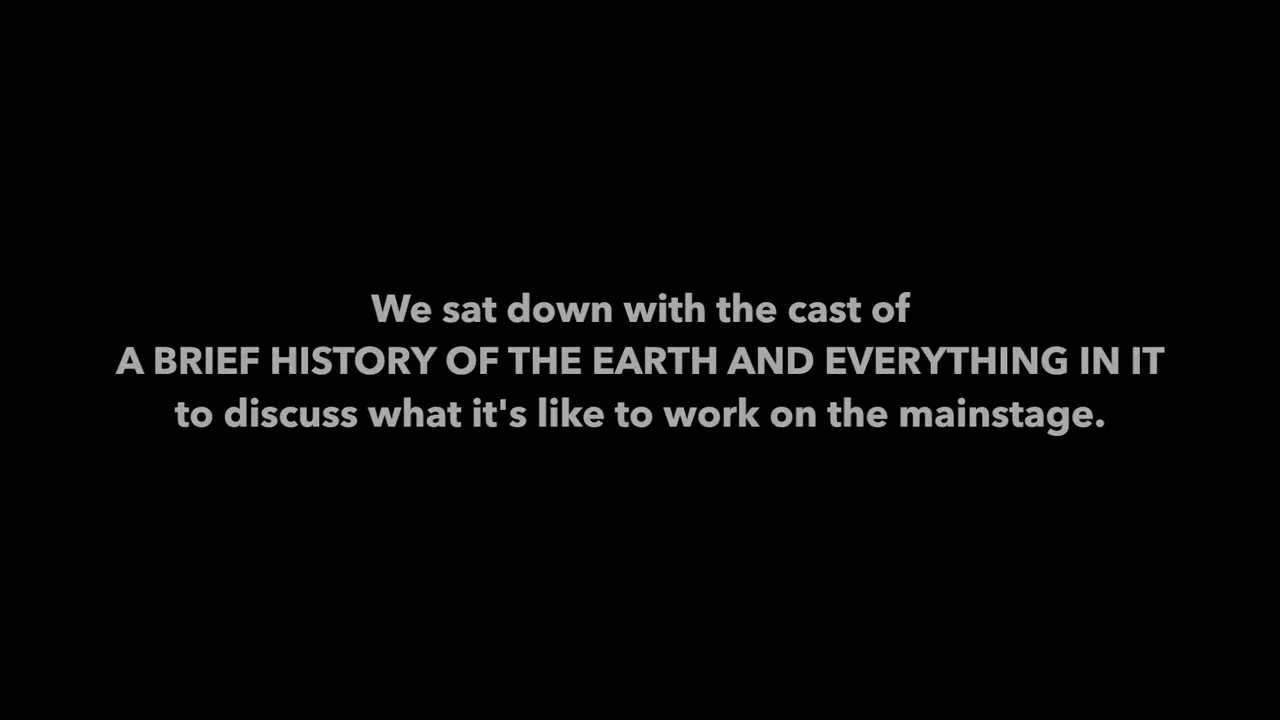 We sat down with the cast of
A BRIEF HISTORY OF THE EARTH AND EVERYTHING IN IT
to discuss what it's like to work on the mainstage.